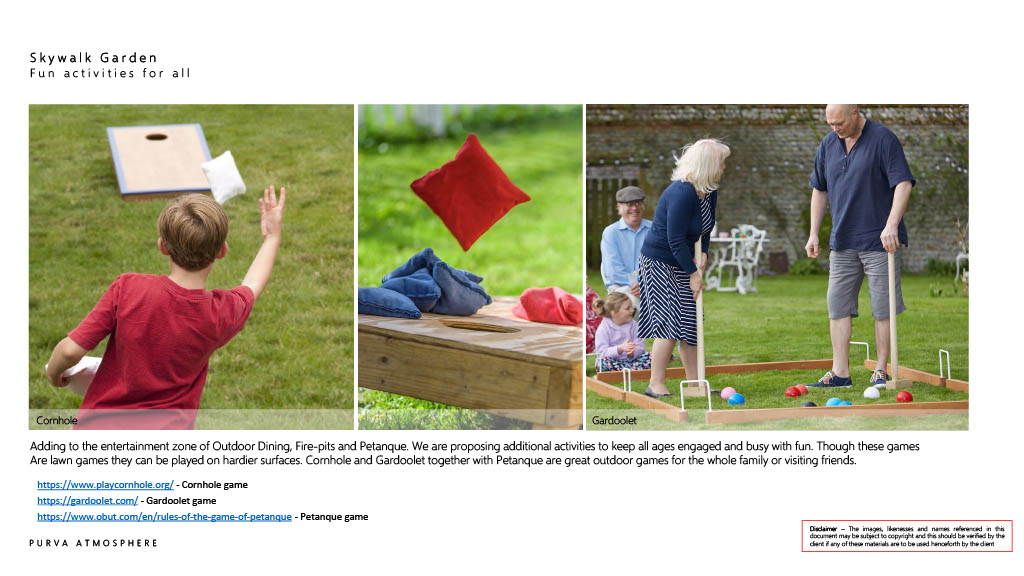 Skywalk Garden
Fun activities for all
Cornhole
Gardoolet
Adding to the entertainment zone of Outdoor Dining, Fire-pits and Petanque. We are proposing additional activities to keep all ages engaged and busy with fun. Though these games
Are lawn games they can be played on hardier surfaces. Cornhole and Gardoolet together with Petanque are great outdoor games for the whole family or visiting friends.
https://www.playcornhole.org/ - Cornhole game
https://gardoolet.com/ - Gardoolet game
https://www.obut.com/en/rules-of-the-game-of-petanque - Petanque game
PURVA ATMOSPHERE
Disclaimer – The images, likenesses and names referenced in this
document may be subject to copyright and this should be verified by the
client if any of these materials are to be used henceforth by the client